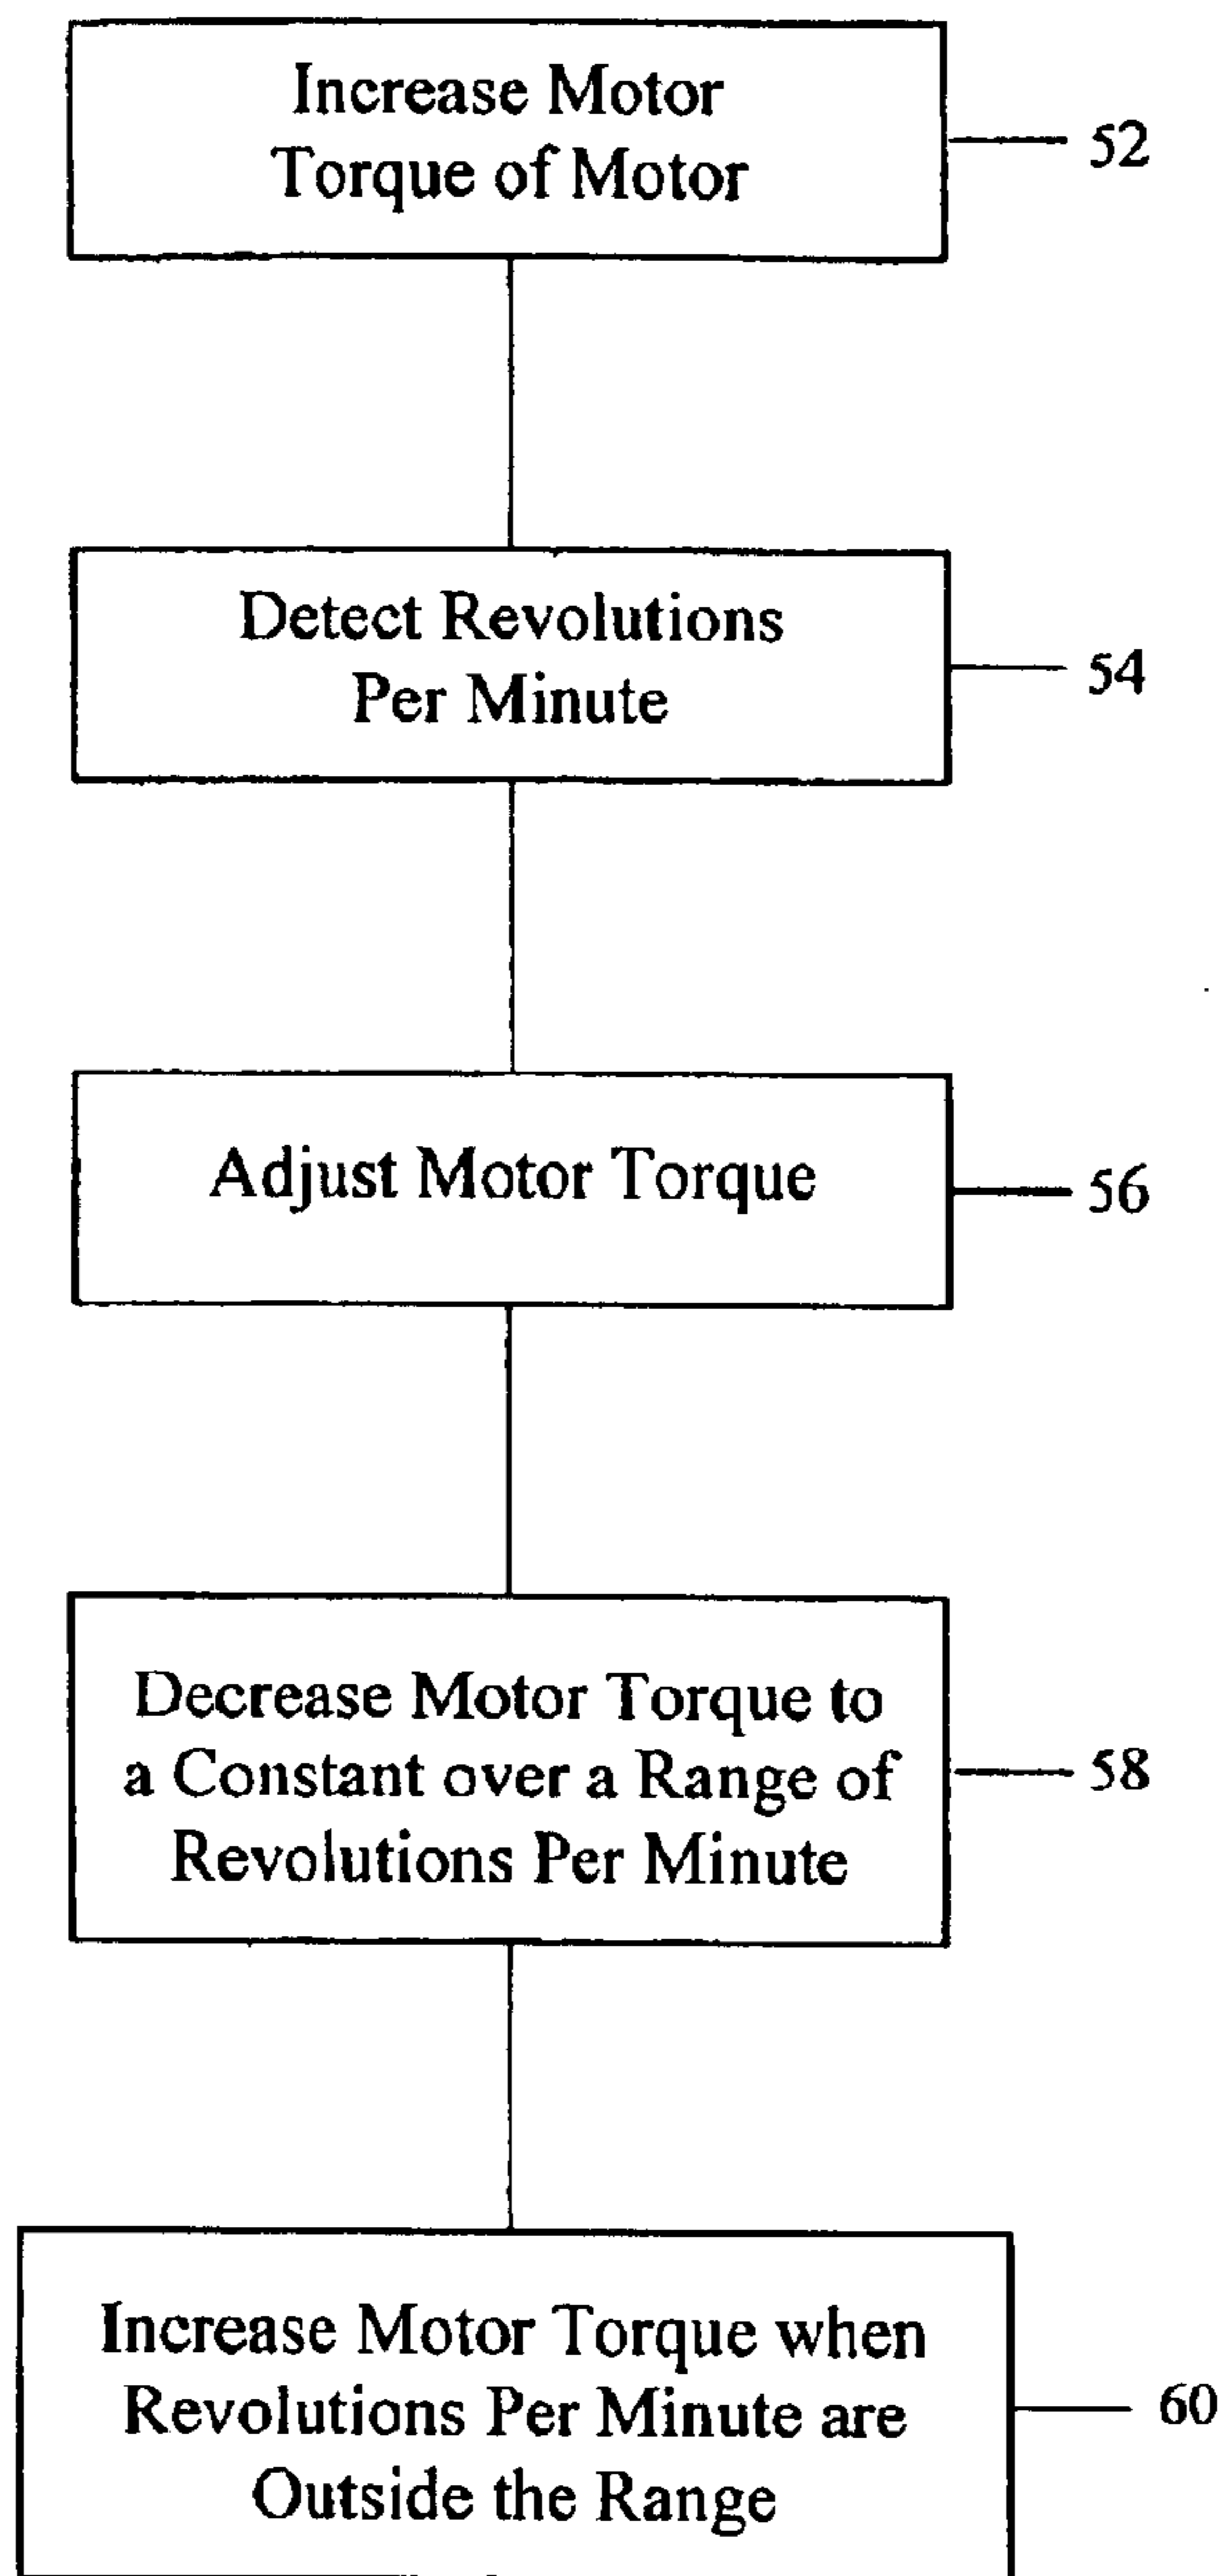 Increase Motor
Torque of Motor
52
Detect Revolutions
Per Minute
54
Adjust Motor Torque
56
Decrease Motor Torque to
a Constant over a Range of
Revolutions Per Minute
58
Increase Motor Torque when
Revolutions Per Minute are
Outside the Range
60